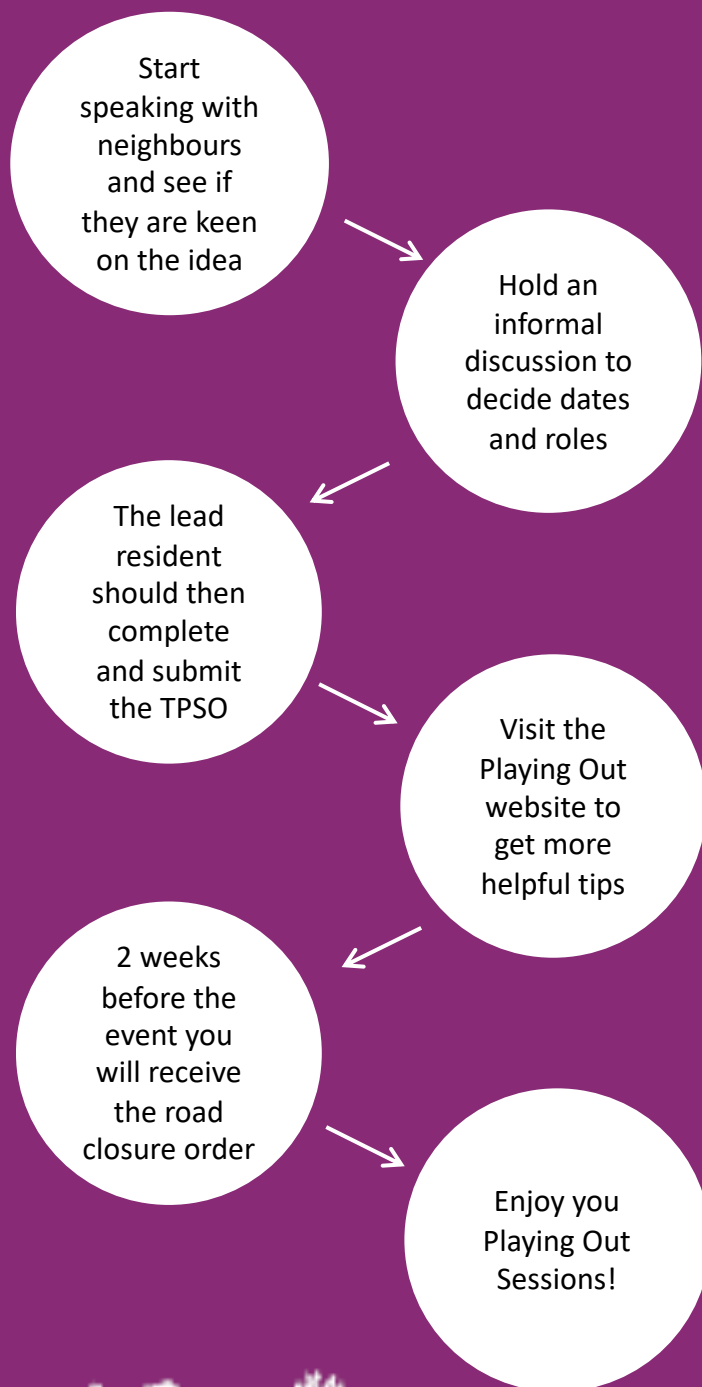 Start
speaking with
neighbours
and see if
they are keen
on the idea
Hold an
informal
discussion to
decide dates
and roles
The lead
resident
should then
complete
and submit
the TPSO
Visit the
Playing Out
website to
get more
helpful tips
2 weeks
before the
event you
will receive
the road
closure order
Enjoy you
Playing Out
Sessions!